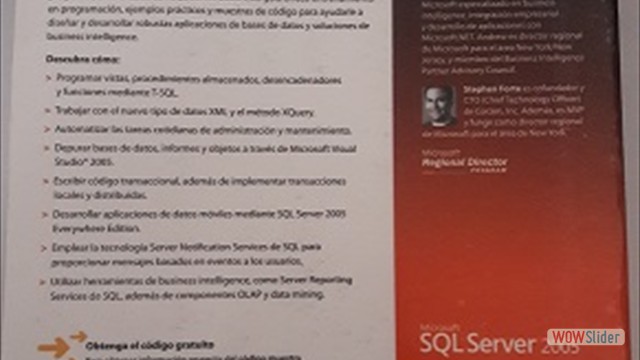 en programación, ejemplos prácticos y muestras de código para ayudarle a
diseñar y desarrollar robustas aplicaciones de bases de datos y soluciones de
business intelligence.
Descubra cómo:
> Programar vistas, procedimientos almacenados, desencadenadores
y funciones mediante T-SQL.
> Trabajar con el nuevo tipo de datos XML y el método XQuery.
> Automatizar las tareas cotidianas de administración y mantenimiento.
> Depurar bases de datos, informes y objetos a través de Microsoft Visual
Studio® 2005.
> Escribir código transaccional, además de implementar transacciones
locales y distribuidas.
> Desarrollar aplicaciones de datos móviles mediante SQL Server 2005
Everywhere Edition.
> Emplear la tecnología Server Notification Services de SQL para
proporcionar mensajes basados en eventos a los usuarios.
> Utilizar herramientas de business intelligence, como Server Reporting
Services de SQL, además de componentes OLAP y data mining.
Obtenga el código gratuito
Microsoft especializado en business
intelligence, integración empresarial
y desarrollo de aplicaciones con
Microsoft.NET. Andrew es director regional
de Microsoft para el área New York/New
Jersey, y miembro del Business Intelligence
Partner Advisory Council.
Stephen Forte es cofundador y
CTO (Chief Technology Officer)
de Corzen, Inc. Además, es MVP
y funge como director regional
de Microsoft para el área de New York.
Microsoft
Regional Director
PROGRAM
Microsoft
SQL Server 2005
WOWSlider